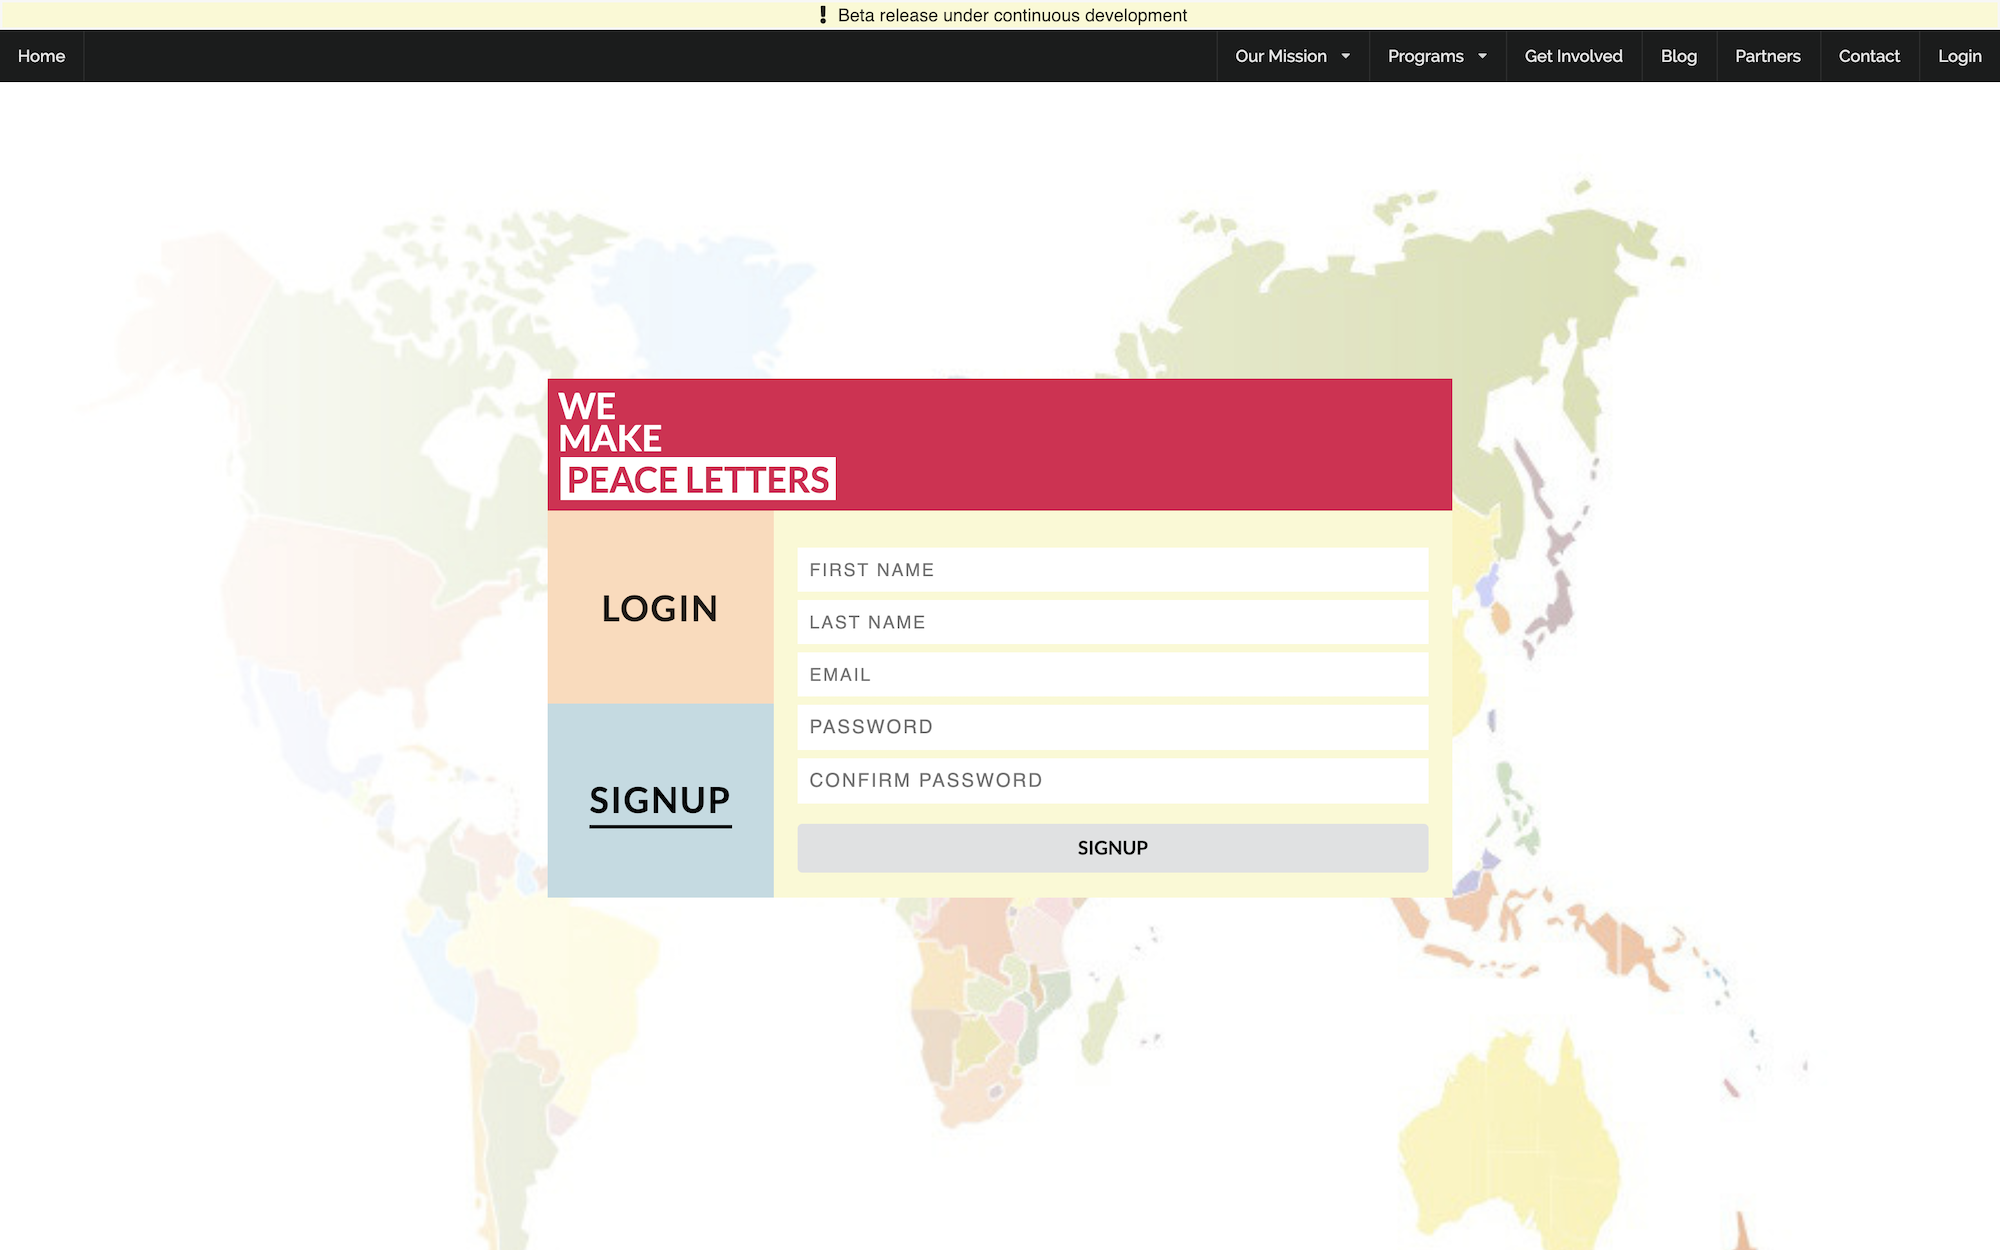 Beta release under continuous development
Home
Our Mission
Programs
Get Involved
Blog
Partners
Contact
Login
WE
MAKE
PEACE LETTERS
LOGIN
SIGNUP
FIRST NAME
LAST NAME
EMAIL
PASSWORD
CONFIRM PASSWORD
SIGNUP